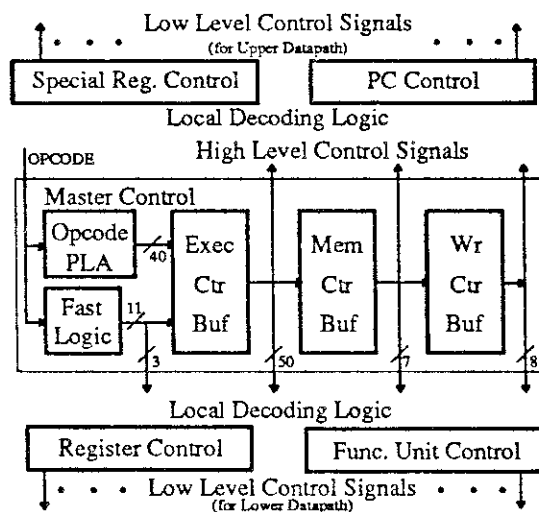 Low Level Control Signals
(for Upper Datapath)
Special Reg. Control
PC Control
Local Decoding Logic
OPCODE
High Level Control Signals
Master Control
Opcode
PLA
40
Exec
Ctr
Buf
Mem
Ctr
Buf
Wr
Ctr
Buf
Fast
Logic
11
3
50
7
8
Local Decoding Logic
Register Control
Func. Unit Control
Low Level Control Signals
(for Lower Datapath)